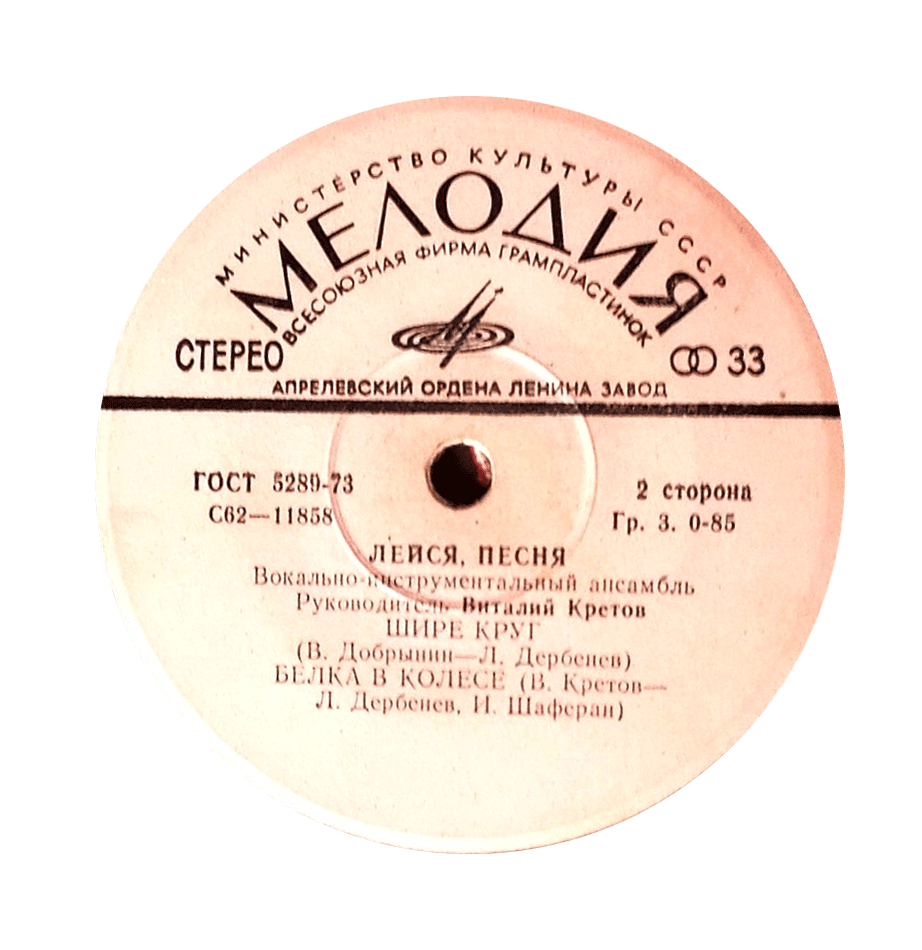 МИНИСТЕРСТВО КУЛЬТУРЫ СССР
МЕЛОДИЯ
ВСЕСОЮЗНАЯ ФИРМА ГРАМПЛАСТИНОК
СТЕРЕО
33
АПРЕЛЕВСКИЙ ОРДЕНА ЛЕНИНА ЗАВОД
ГОСТ 5289-73
2 сторона
С62—11858
Гр. 3. 0-85
ЛЕЙСЯ, ПЕСНЯ
Вокально-инструментальный ансамбль
Руководитель Виталий Кретов
ШИРЕ КРУГ
(В. Добрынин—Л. Дербенев)
БЕЛКА В КОЛЕСЕ (В. Кретов—
Л. Дербенев, И. Шаферан)